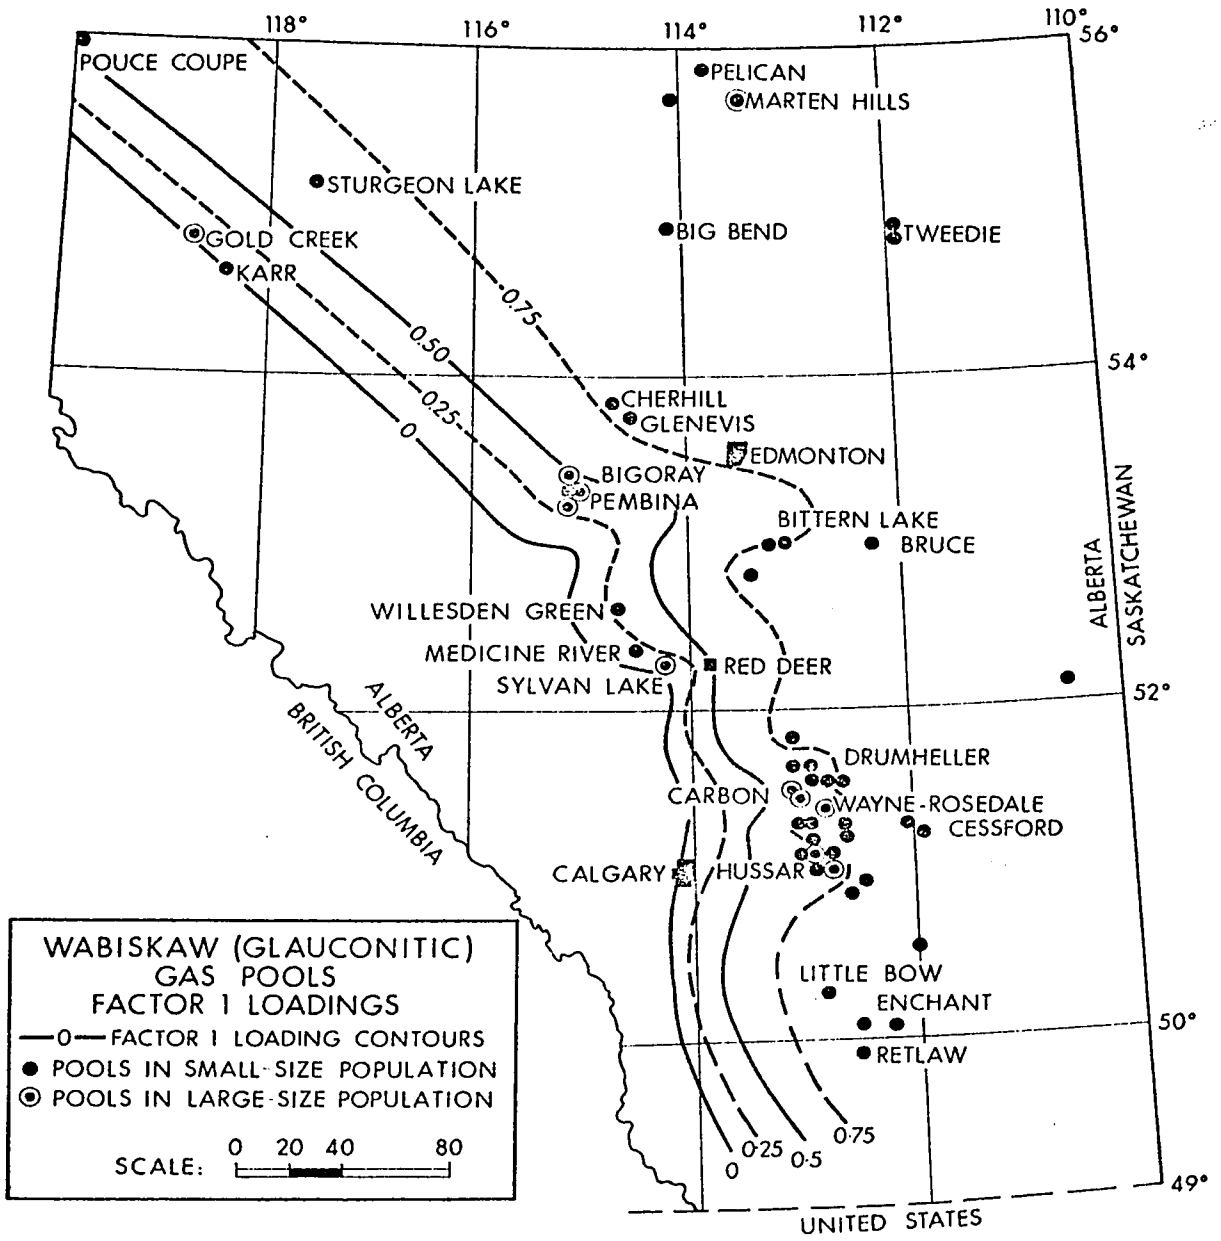 118°
116°
114°
112°
110°
56°
POUCE COUPE
PELICAN
MARTEN HILLS
STURGEON LAKE
BIG BEND
TWEEDIE
GOLD CREEK
KARR
0.75
0.50
0.25
0
54°
CHERHILL
GLENEVIS
EDMONTON
BIGORAY
PEMBINA
BITTERN LAKE
BRUCE
ALBERTA
SASKATCHEWAN
WILLESDEN GREEN
MEDICINE RIVER
RED DEER
SYLVAN LAKE
52°
ALBERTA
BRITISH COLUMBIA
DRUMHELLER
CARBON
WAYNE-ROSEDALE
CESSFORD
CALGARY
HUSSAR
LITTLE BOW
ENCHANT
50°
RETLAW
0.75
0.5
0.25
0
49°
UNITED STATES
WABISKAW (GLAUCONITIC)
GAS POOLS
FACTOR 1 LOADINGS
0 FACTOR 1 LOADING CONTOURS
POOLS IN SMALL-SIZE POPULATION
POOLS IN LARGE-SIZE POPULATION
0 20 40 80
SCALE: